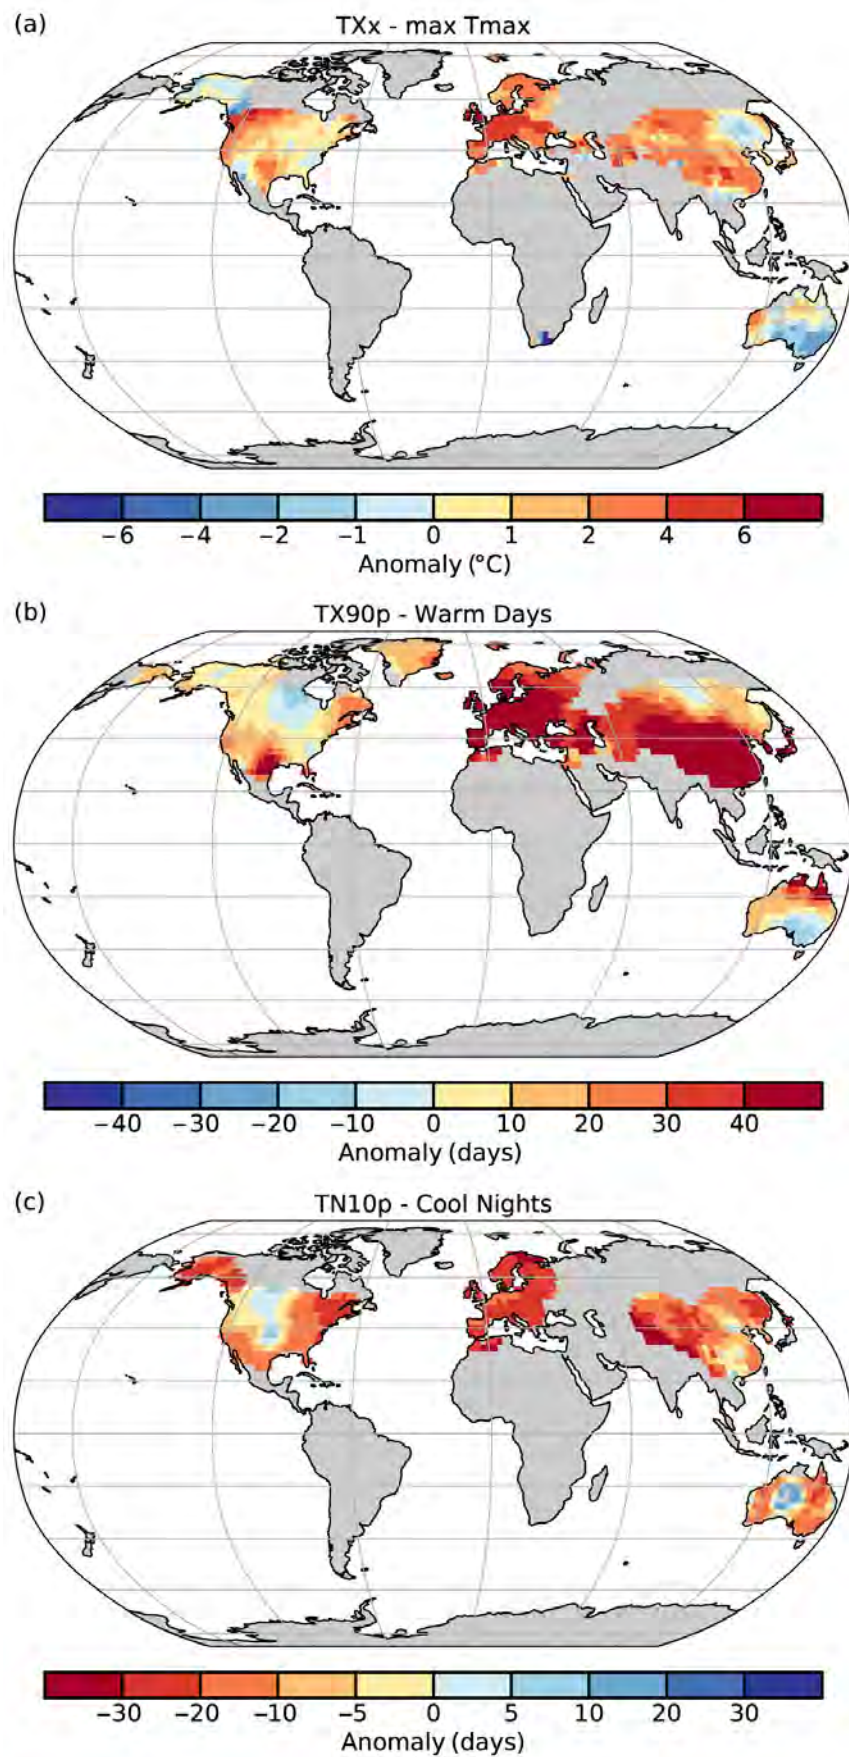 (a)
TXx - max Tmax
−6 −4 −2 −1 0 1 2 4 6
Anomaly (°C)
(b)
TX90p - Warm Days
−40 −30 −20 −10 0 10 20 30 40
Anomaly (days)
(c)
TN10p - Cool Nights
−30 −20 −10 −5 0 5 10 20 30
Anomaly (days)